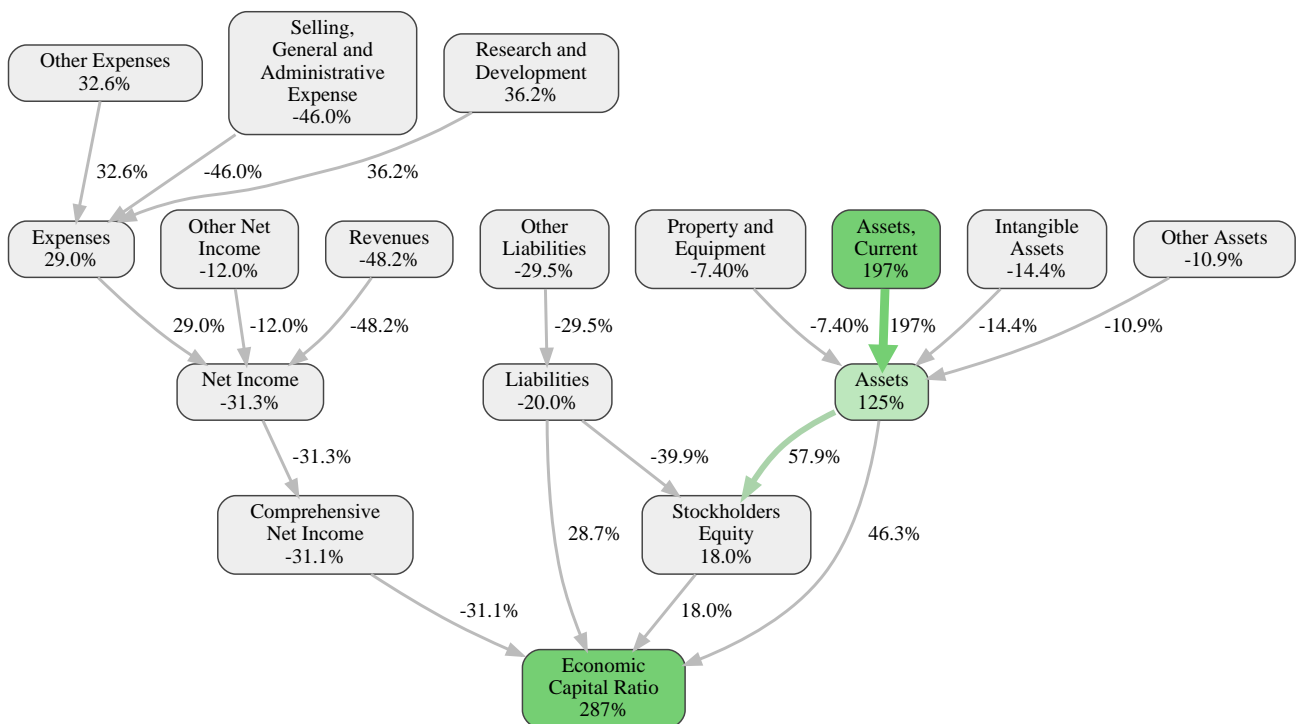 Other Expenses
32.6%
Selling,
General and
Administrative
Expense
-46.0%
Research and
Development
36.2%
32.6%
-46.0%
36.2%
Expenses
29.0%
Other Net
Income
-12.0%
Revenues
-48.2%
Other
Liabilities
-29.5%
Property and
Equipment
-7.40%
Assets,
Current
197%
Intangible
Assets
-14.4%
Other Assets
-10.9%
29.0%
-12.0%
-48.2%
-29.5%
-7.40%
197%
-14.4%
-10.9%
Net Income
-31.3%
Liabilities
-20.0%
Assets
125%
-31.3%
-39.9%
57.9%
Comprehensive
Net Income
-31.1%
28.7%
Stockholders
Equity
18.0%
46.3%
-31.1%
18.0%
Economic
Capital Ratio
287%